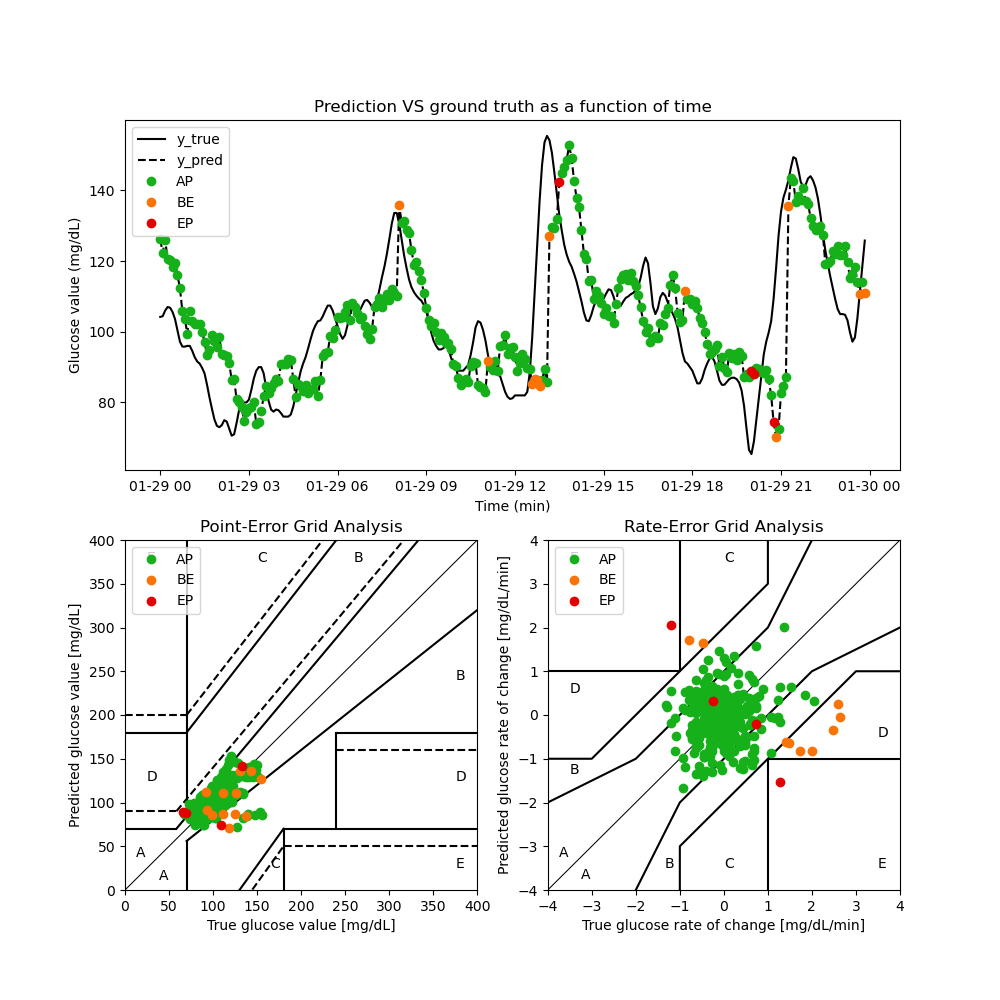 Prediction VS ground truth as a function of time
Glucose value (mg/dL)
140
120
100
80
y_true
y_pred
AP
BE
EP
01-29 00 01-29 03 01-29 06 01-29 09 01-29 12 01-29 15 01-29 18 01-29 21 01-30 00
Time (min)
Point-Error Grid Analysis
Predicted glucose value [mg/dL]
400
350
300
250
200
150
100
50
0
AP
BE
EP
C
B
B
D
D
A
A
C
E
0 50 100 150 200 250 300 350 400
True glucose value [mg/dL]
Rate-Error Grid Analysis
Predicted glucose rate of change [mg/dL/min]
4
3
2
1
0
−1
−2
−3
−4
AP
BE
EP
C
D
D
B
A
A
B
C
E
−4 −3 −2 −1 0 1 2 3 4
True glucose rate of change [mg/dL/min]